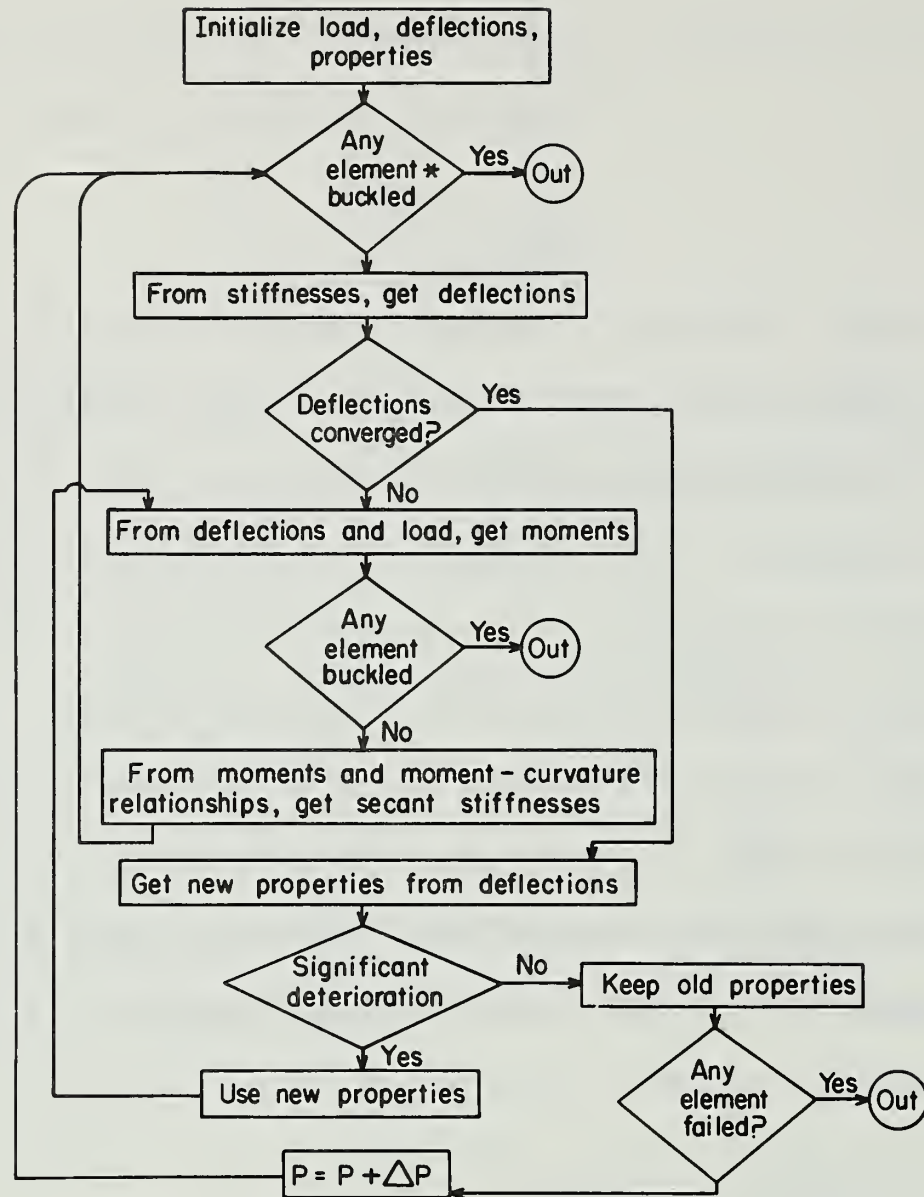 Initialize load, deflections,
properties
Any
element *
buckled
Yes
Out
From stiffnesses, get deflections
Deflections
converged?
Yes
No
From deflections and load, get moments
Any
element
buckled
Yes
Out
No
From moments and moment - curvature
relationships, get secant stiffnesses
Get new properties from deflections
Significant
deterioration
No
Keep old properties
Yes
Use new properties
Any
element
failed?
Yes
Out
P = P + △P